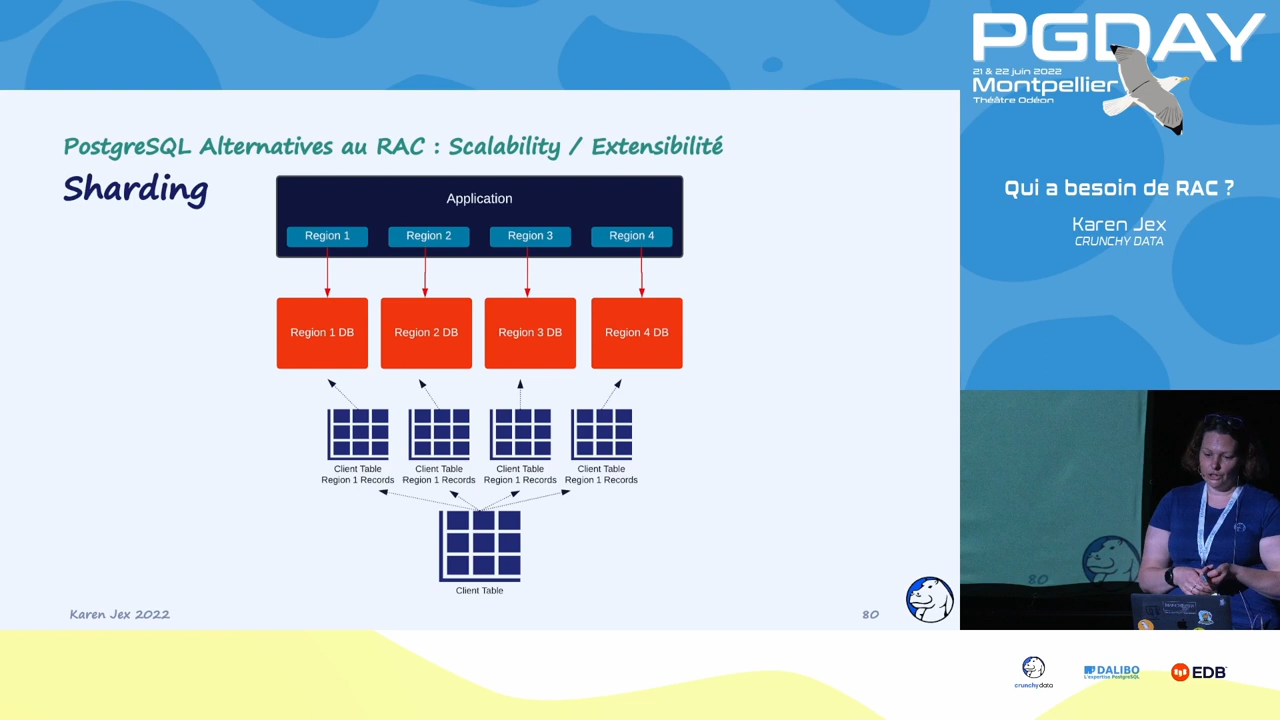 PostgreSQL Alternatives au RAC : Scalability / Extensibilité
Sharding
Application
Region 1 Region 2 Region 3 Region 4
Region 1 DB Region 2 DB Region 3 DB Region 4 DB
Client Table Client Table Client Table Client Table
Region 1 Records Region 1 Records Region 1 Records Region 1 Records
Client Table
Karen Jex 2022
80
PGDAY
21 & 22 juin 2022
Montpellier
Théâtre Odéon
Qui a besoin de RAC ?
Karen Jex
CRUNCHY DATA
80
crunchydata
DALIBO
L'expertise PostgreSQL
EDB